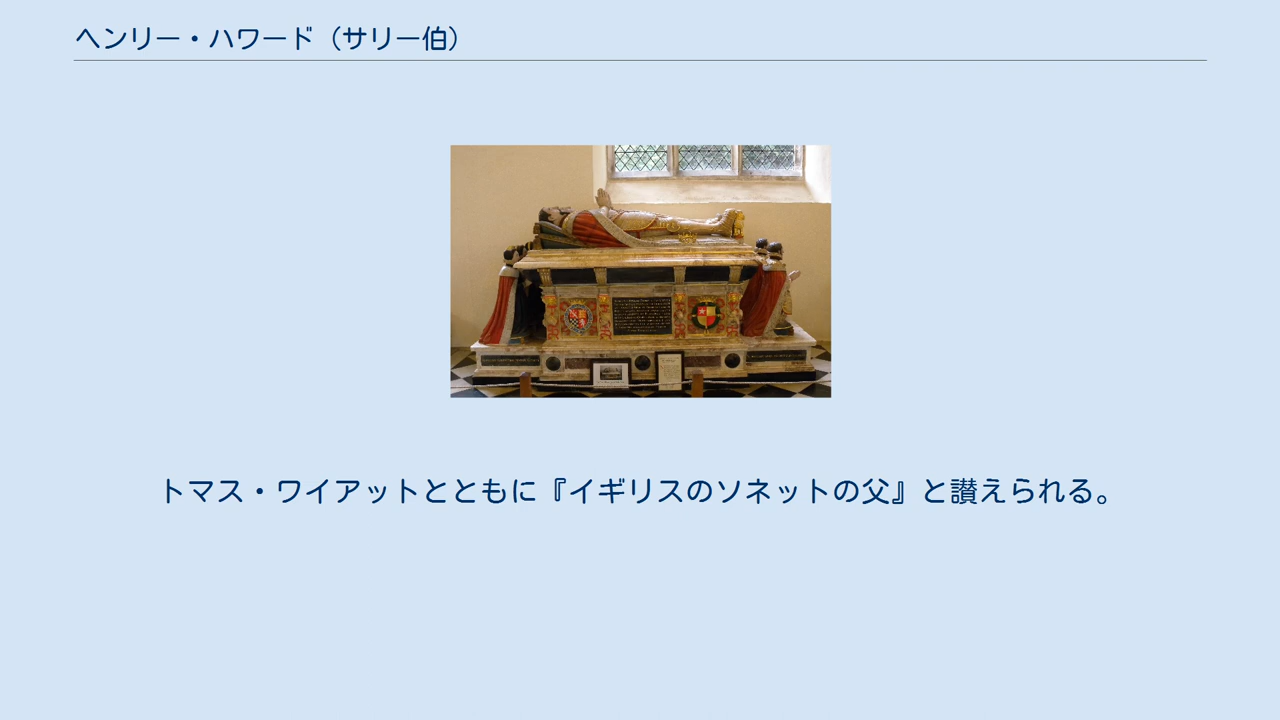 ヘンリー・ハワード（サリー伯）
トマス・ワイアットとともに『イギリスのソネットの父』と讃えられる。